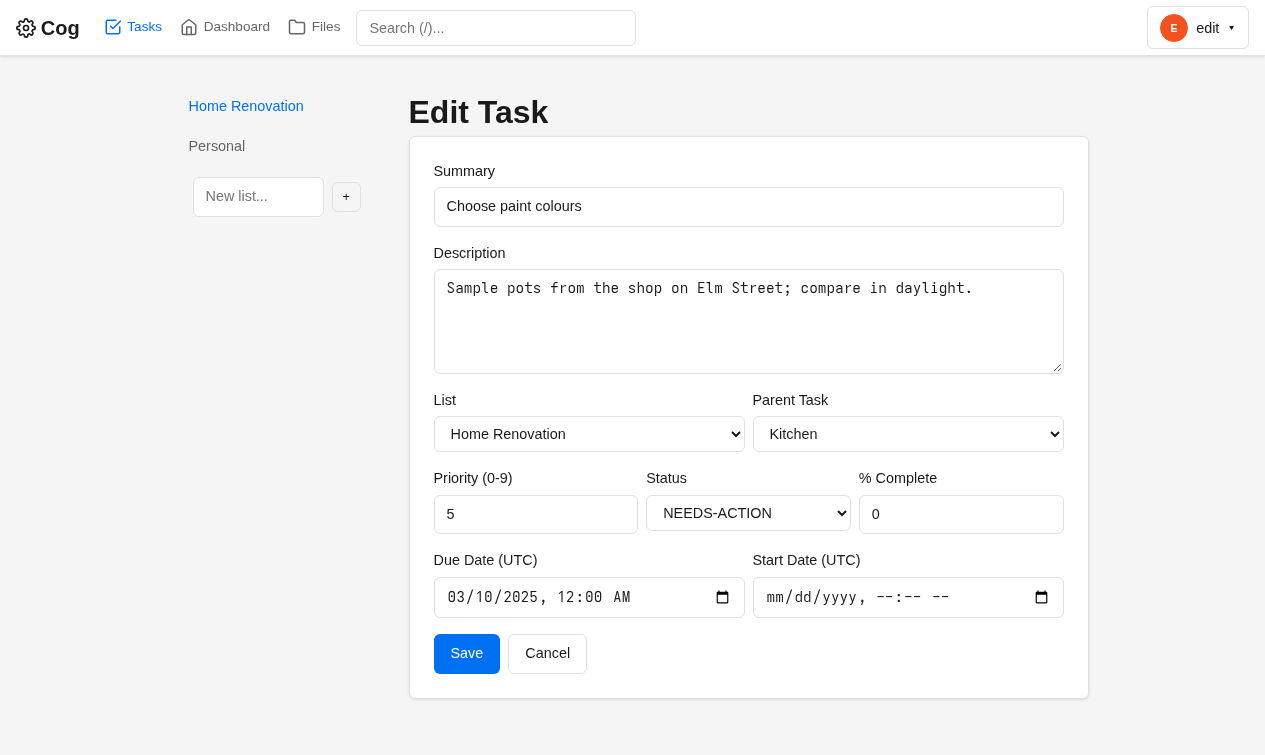 Cog
Tasks
Dashboard
Files
Search (/)...
E
edit
Home Renovation
Personal
New list...
+
Edit Task
Summary
Choose paint colours
Description
Sample pots from the shop on Elm Street; compare in daylight.
List
Parent Task
Home Renovation
Kitchen
Priority (0-9)
Status
% Complete
5
NEEDS-ACTION
0
Due Date (UTC)
Start Date (UTC)
03/10/2025, 12:00 AM
mm/dd/yyyy, --:-- --
Save
Cancel